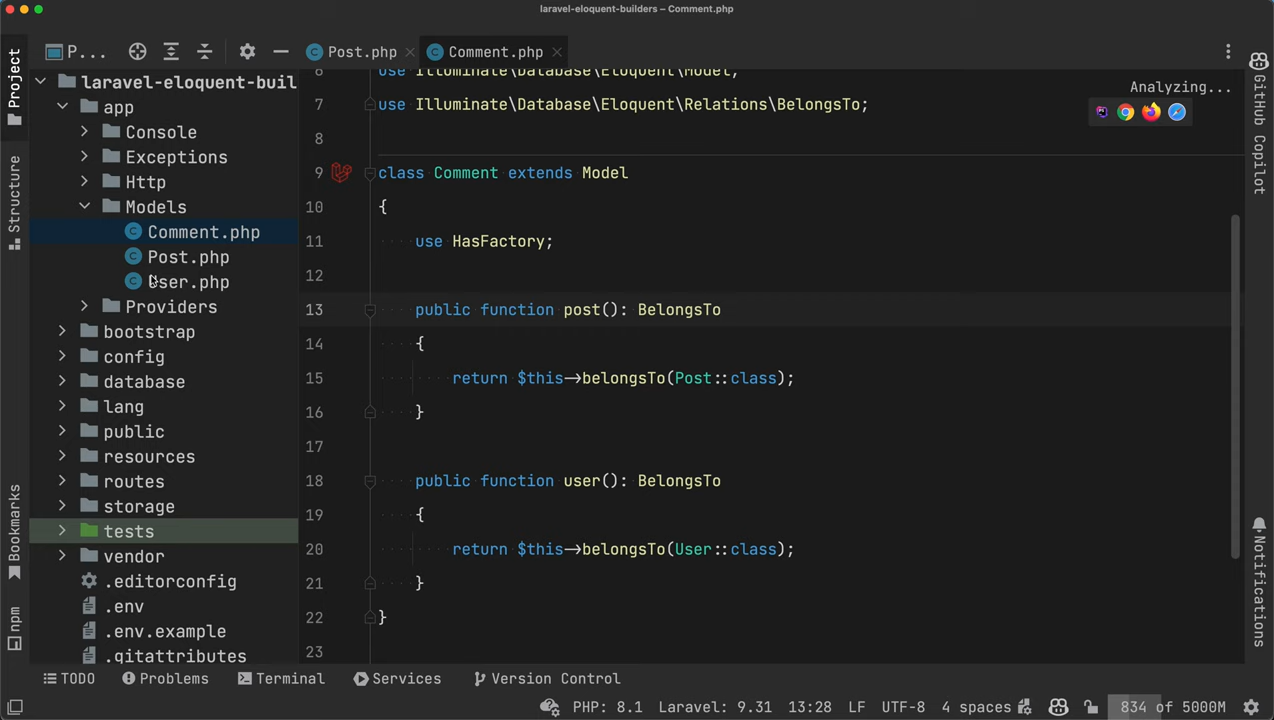 laravel-eloquent-builders – Comment.php
P...
Post.php
Comment.php
Project
Structure
Bookmarks
npm
laravel-eloquent-buil
app
Console
Exceptions
Http
Models
Comment.php
Post.php
User.php
Providers
bootstrap
config
database
lang
public
resources
routes
storage
tests
vendor
.editorconfig
.env
.env.example
.gitattributes
6 use Illuminate\Database\Eloquent\Model;
7 use Illuminate\Database\Eloquent\Relations\BelongsTo;
8
9 class Comment extends Model
10 {
11 use HasFactory;
12
13 public function post(): BelongsTo
14 {
15 return $this->belongsTo(Post::class);
16 }
17
18 public function user(): BelongsTo
19 {
20 return $this->belongsTo(User::class);
21 }
22 }
23
Analyzing...
GitHub Copilot
Notifications
TODO
Problems
Terminal
Services
Version Control
PHP: 8.1
Laravel: 9.31
13:28
LF
UTF-8
4 spaces
834 of 5000M